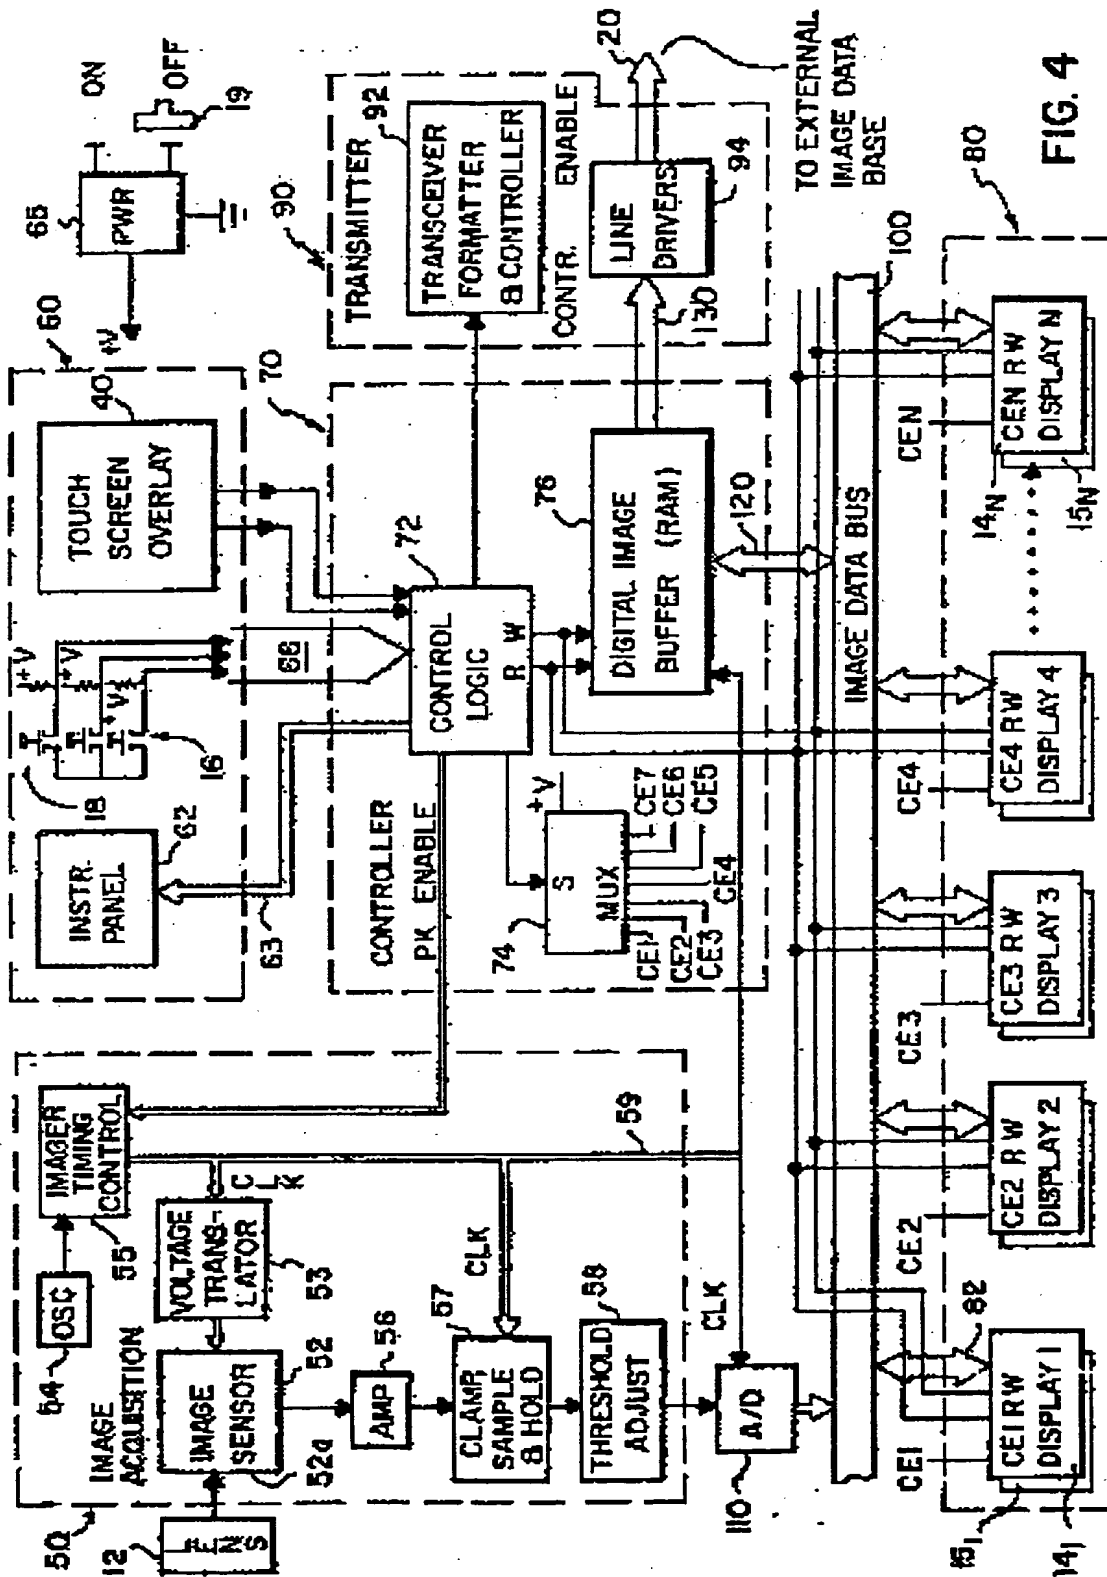 50
12
LENS
IMAGE
ACQUISITION
54
OSC
55
IMAGER
TIMING
CONTROL
CLK
VOLTAGE
TRANS-
LATOR
53
IMAGE
SENSOR
52
52a
AMP
56
57
CLAMP,
SAMPLE
& HOLD
CLK
58
THRESHOLD
ADJUST
59
CLK
A/D
110
60
INSTR.
PANEL
62
63
18
+V
+V
+V
16
66
TOUCH
SCREEN
OVERLAY
40
+V
65
PWR
ON
OFF
19
70
CONTROLLER
PK ENABLE
CONTROL
LOGIC
72
R W
74
S
MUX
+V
CE1
CE2
CE3
CE4
CE5
CE6
CE7
76
DIGITAL IMAGE
BUFFER (RAM)
120
130
90
TRANSMITTER
92
TRANSCEIVER
FORMATTER
& CONTROLLER
CONTR. ENABLE
LINE
DRIVERS
94
20
TO EXTERNAL
IMAGE DATA
BASE
IMAGE DATA BUS
100
80
82
CE1
CE1 R W
DISPLAY 1
15₁
14₁
CE2
CE2 R W
DISPLAY 2
CE3
CE3 R W
DISPLAY 3
CE4
CE4 R W
DISPLAY 4
CEN
CEN R W
DISPLAY N
14N
15N
FIG. 4